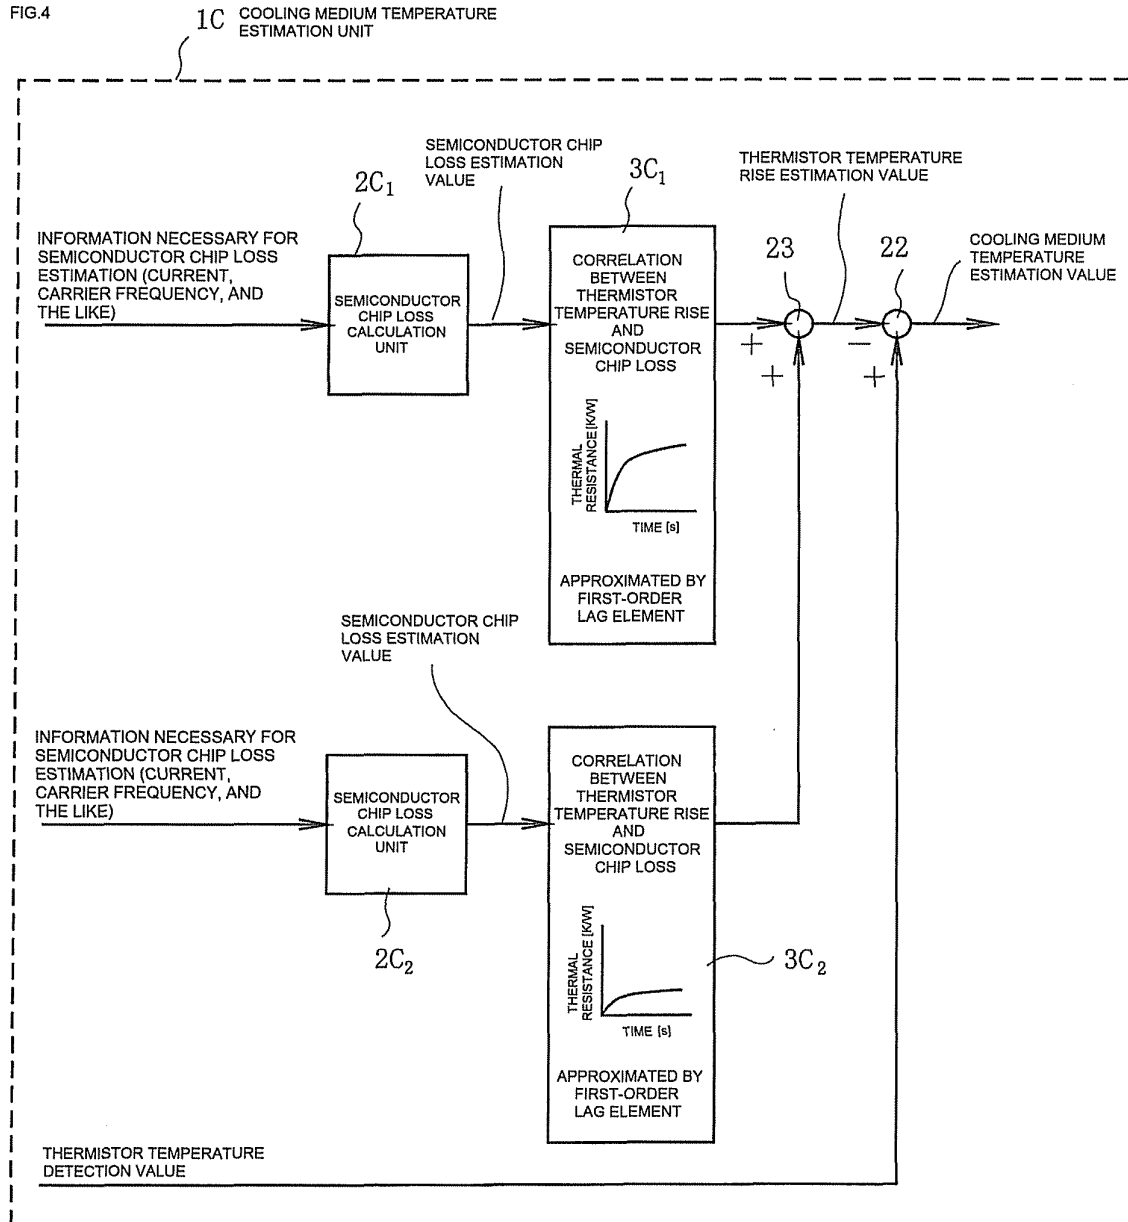 FIG.4
1C
COOLING MEDIUM TEMPERATURE
ESTIMATION UNIT
SEMICONDUCTOR CHIP
LOSS ESTIMATION
VALUE
2C1
3C1
THERMISTOR TEMPERATURE
RISE ESTIMATION VALUE
INFORMATION NECESSARY FOR
SEMICONDUCTOR CHIP LOSS
ESTIMATION (CURRENT,
CARRIER FREQUENCY, AND
THE LIKE)
SEMICONDUCTOR
CHIP LOSS
CALCULATION
UNIT
CORRELATION
BETWEEN
THERMISTOR
TEMPERATURE RISE
AND
SEMICONDUCTOR
CHIP LOSS
23
22
COOLING MEDIUM
TEMPERATURE
ESTIMATION VALUE
+
+
−
+
THERMAL
RESISTANCE[K/W]
TIME [s]
APPROXIMATED BY
FIRST-ORDER
LAG ELEMENT
SEMICONDUCTOR CHIP
LOSS ESTIMATION
VALUE
INFORMATION NECESSARY FOR
SEMICONDUCTOR CHIP LOSS
ESTIMATION (CURRENT,
CARRIER FREQUENCY, AND
THE LIKE)
SEMICONDUCTOR
CHIP LOSS
CALCULATION
UNIT
2C2
CORRELATION
BETWEEN
THERMISTOR
TEMPERATURE RISE
AND
SEMICONDUCTOR
CHIP LOSS
THERMAL
RESISTANCE [K/W]
TIME [s]
3C2
APPROXIMATED BY
FIRST-ORDER
LAG ELEMENT
THERMISTOR TEMPERATURE
DETECTION VALUE